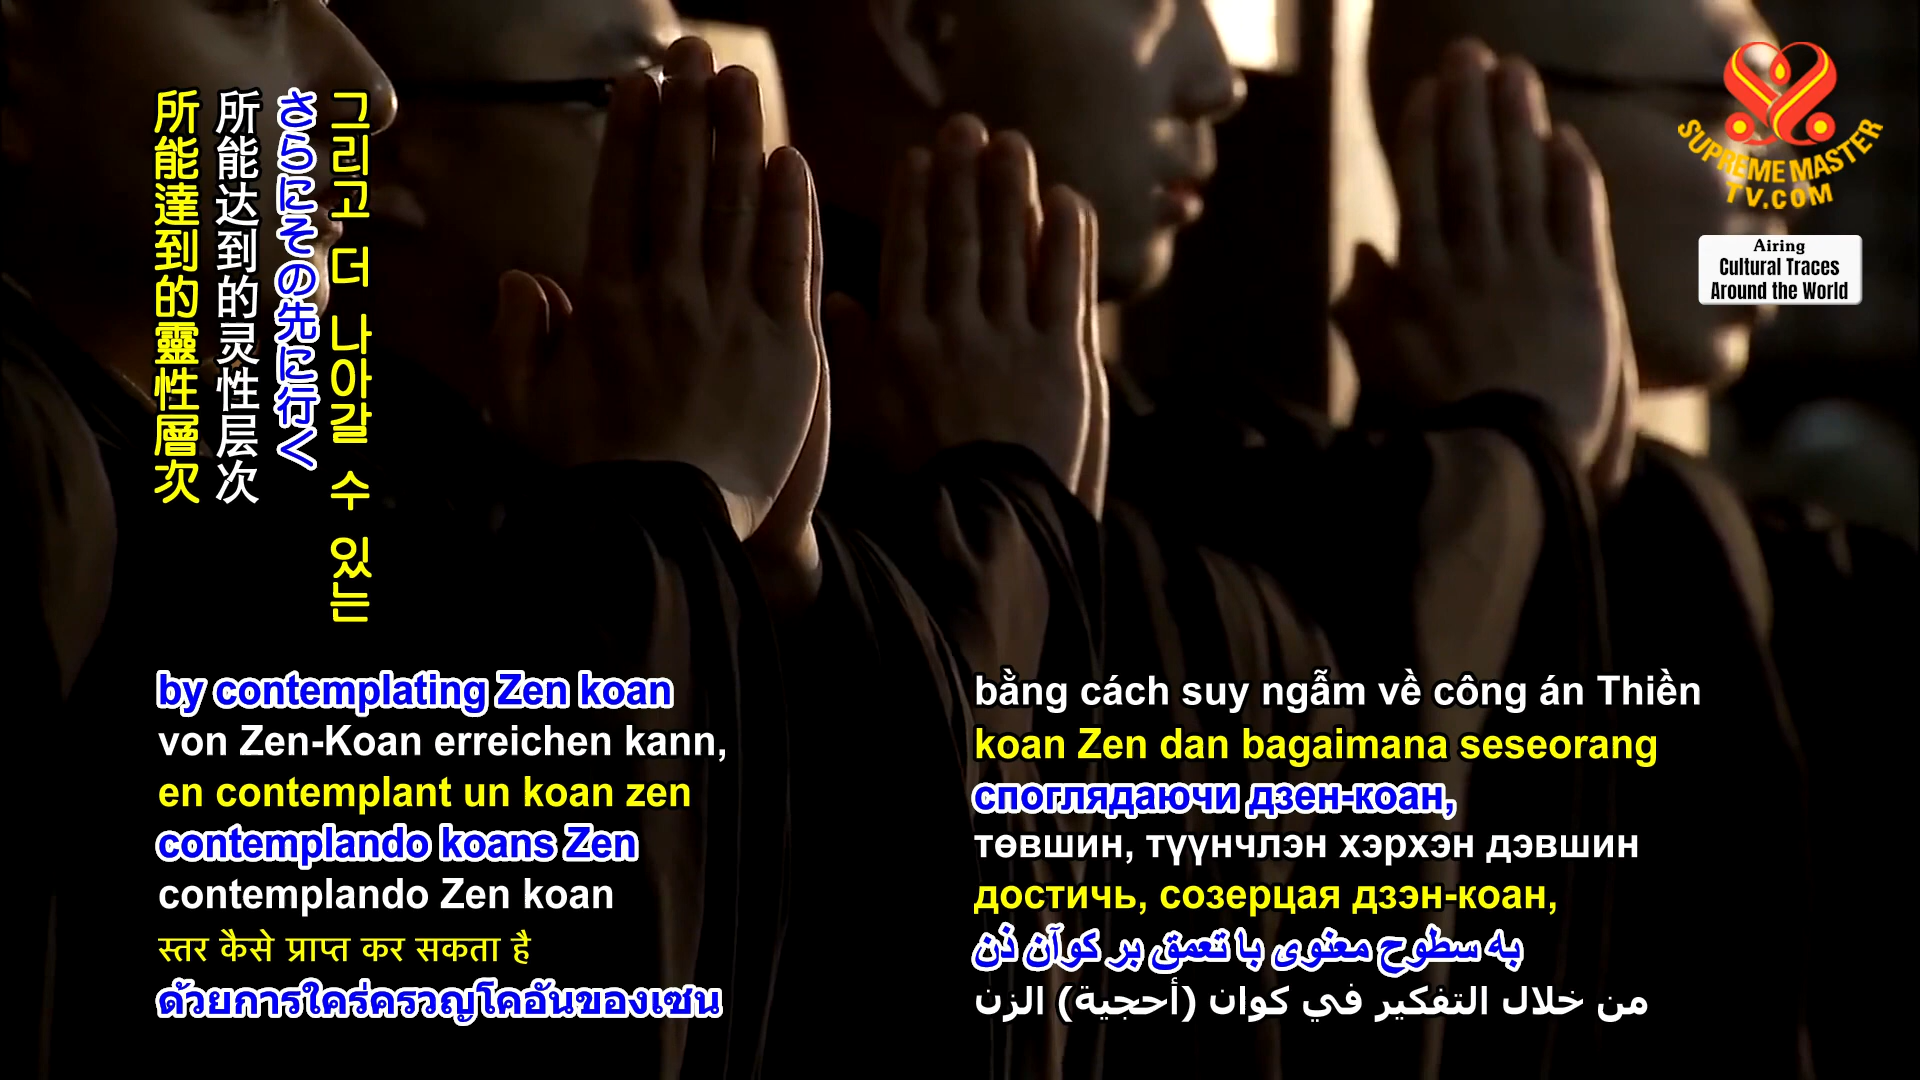 所能達到的靈性層次
所能达到的灵性层次
さらにその先に行く
그리고 더 나아갈 수 있는
SUPREME MASTER
TV.COM
Airing
Cultural Traces
Around the World
by contemplating Zen koan
von Zen-Koan erreichen kann,
en contemplant un koan zen
contemplando koans Zen
contemplando Zen koan
स्तर कैसे प्राप्त कर सकता है
ด้วยการใคร่ครวญโคอันของเซน
bằng cách suy ngẫm về công án Thiền
koan Zen dan bagaimana seseorang
споглядаючи дзен-коан,
төвшин, түүнчлэн хэрхэн дэвшин
достичь, созерцая дзэн-коан,
به سطوح معنوی با تعمق بر کوآن ذن
من خلال التفكير في كوان (أحجية) الزن